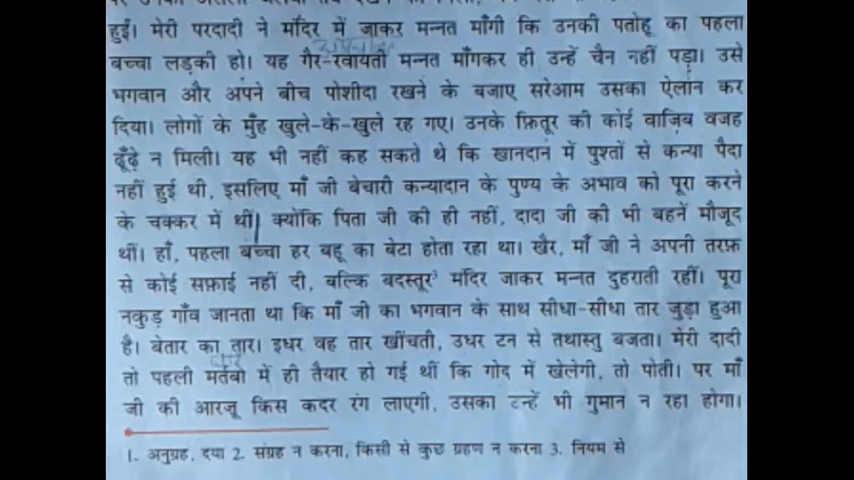 हुईं। मेरी परदादी ने मंदिर में जाकर मन्नत माँगी कि उनकी पतोहू का पहला
बच्चा लड़की हो। यह गैर-रवायती मन्नत माँगकर ही उन्हें चैन नहीं पड़ा। उसे
भगवान और अपने बीच पोशीदा रखने के बजाए सरेआम उसका ऐलान कर
दिया। लोगों के मुँह खुले-के-खुले रह गए। उनके फ़ितूर की कोई वाज़िब वजह
ढूँढ़े न मिली। यह भी नहीं कह सकते थे कि खानदान में पुश्तों से कन्या पैदा
नहीं हुई थी, इसलिए माँ जी बेचारी कन्यादान के पुण्य के अभाव को पूरा करने
के चक्कर में थीं। क्योंकि पिता जी की ही नहीं, दादा जी की भी बहनें मौजूद
थीं। हाँ, पहला बच्चा हर बहू का बेटा होता रहा था। खैर, माँ जी ने अपनी तरफ़
से कोई सफ़ाई नहीं दी, बल्कि बदस्तूर³ मंदिर जाकर मन्नत दुहराती रहीं। पूरा
नकुड़ गाँव जानता था कि माँ जी का भगवान के साथ सीधा-सीधा तार जुड़ा हुआ
है। बेतार का तार। इधर वह तार खींचती, उधर टन से तथास्तु बजता। मेरी दादी
तो पहली मर्तबा में ही तैयार हो गई थीं कि गोद में खेलेगी, तो पोती। पर माँ
जी की आरजू किस कदर रंग लाएगी, उसका उन्हें भी गुमान न रहा होगा।
1. अनुग्रह, दया 2. संग्रह न करना, किसी से कुछ ग्रहण न करना 3. नियम से